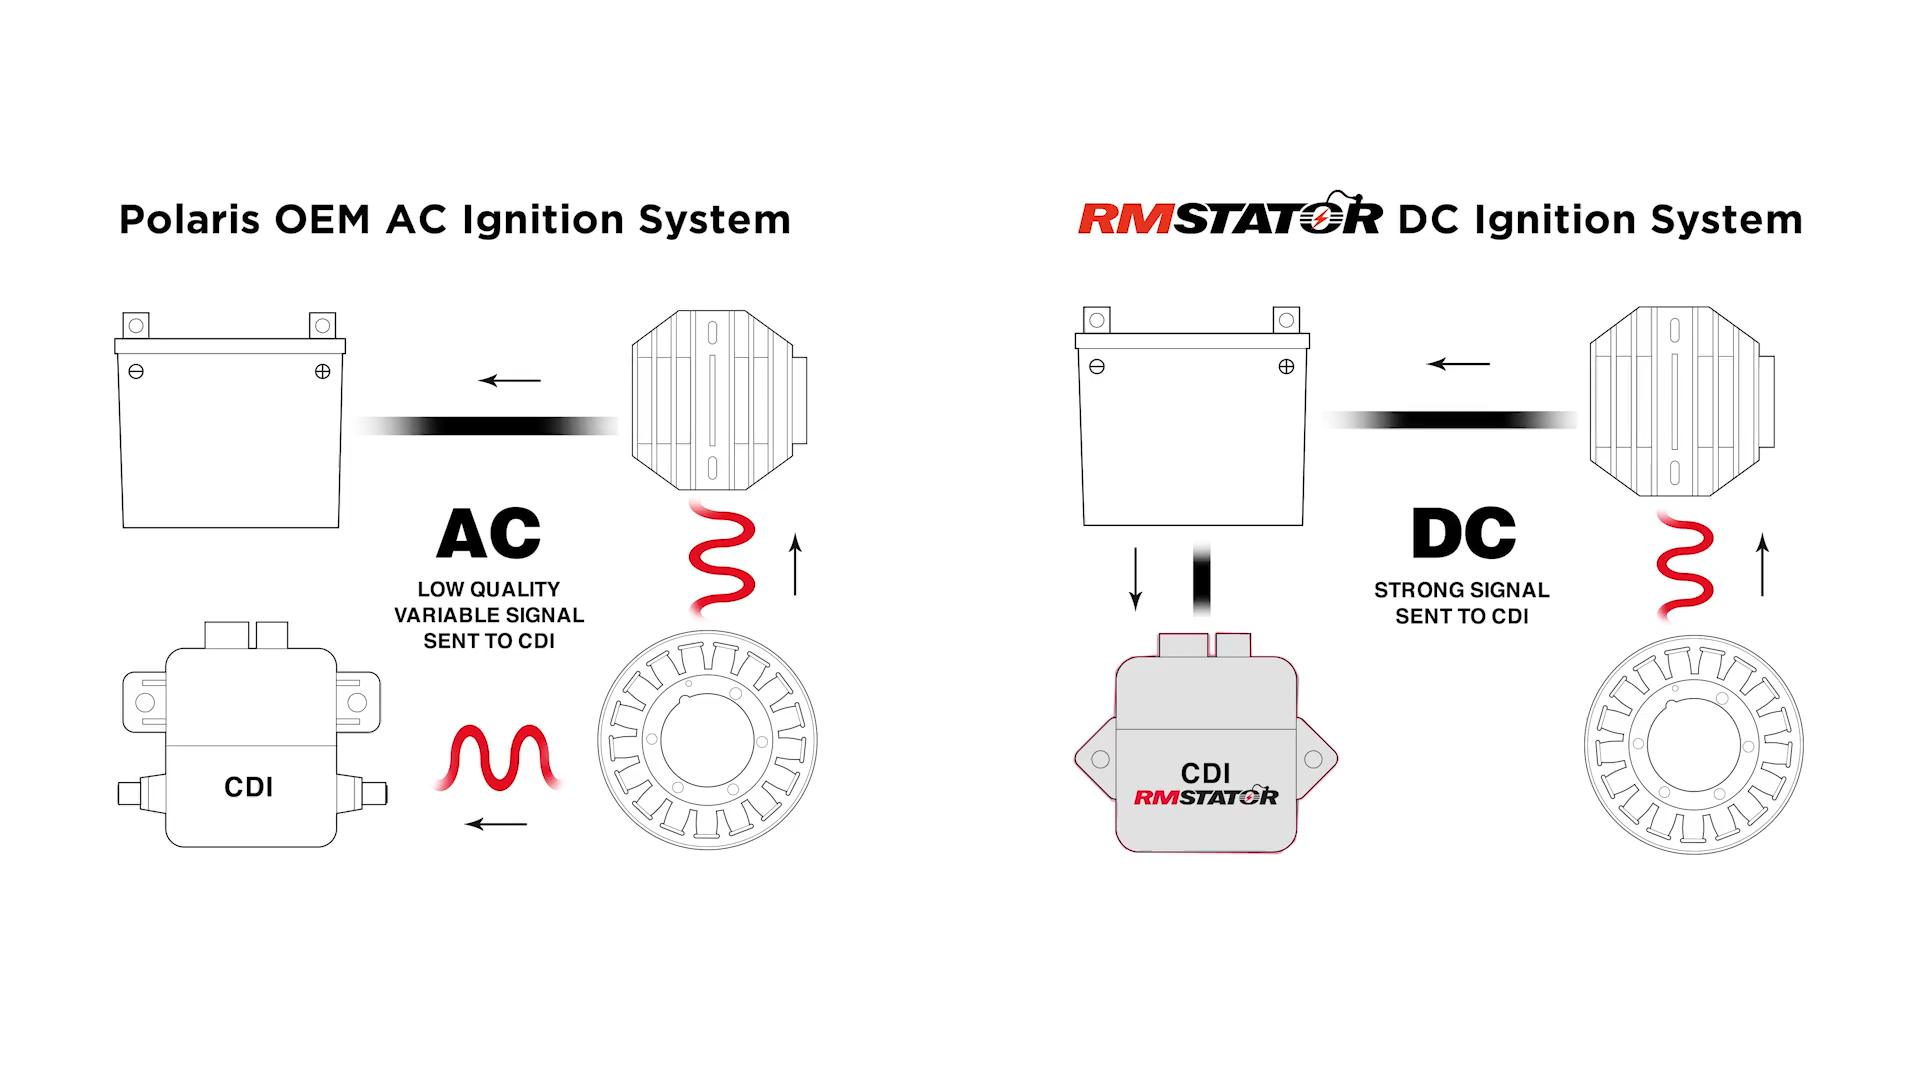 Polaris OEM AC Ignition System
RMSTATOR DC Ignition System
AC
LOW QUALITY
VARIABLE SIGNAL
SENT TO CDI
CDI
DC
STRONG SIGNAL
SENT TO CDI
CDI
RMSTATOR